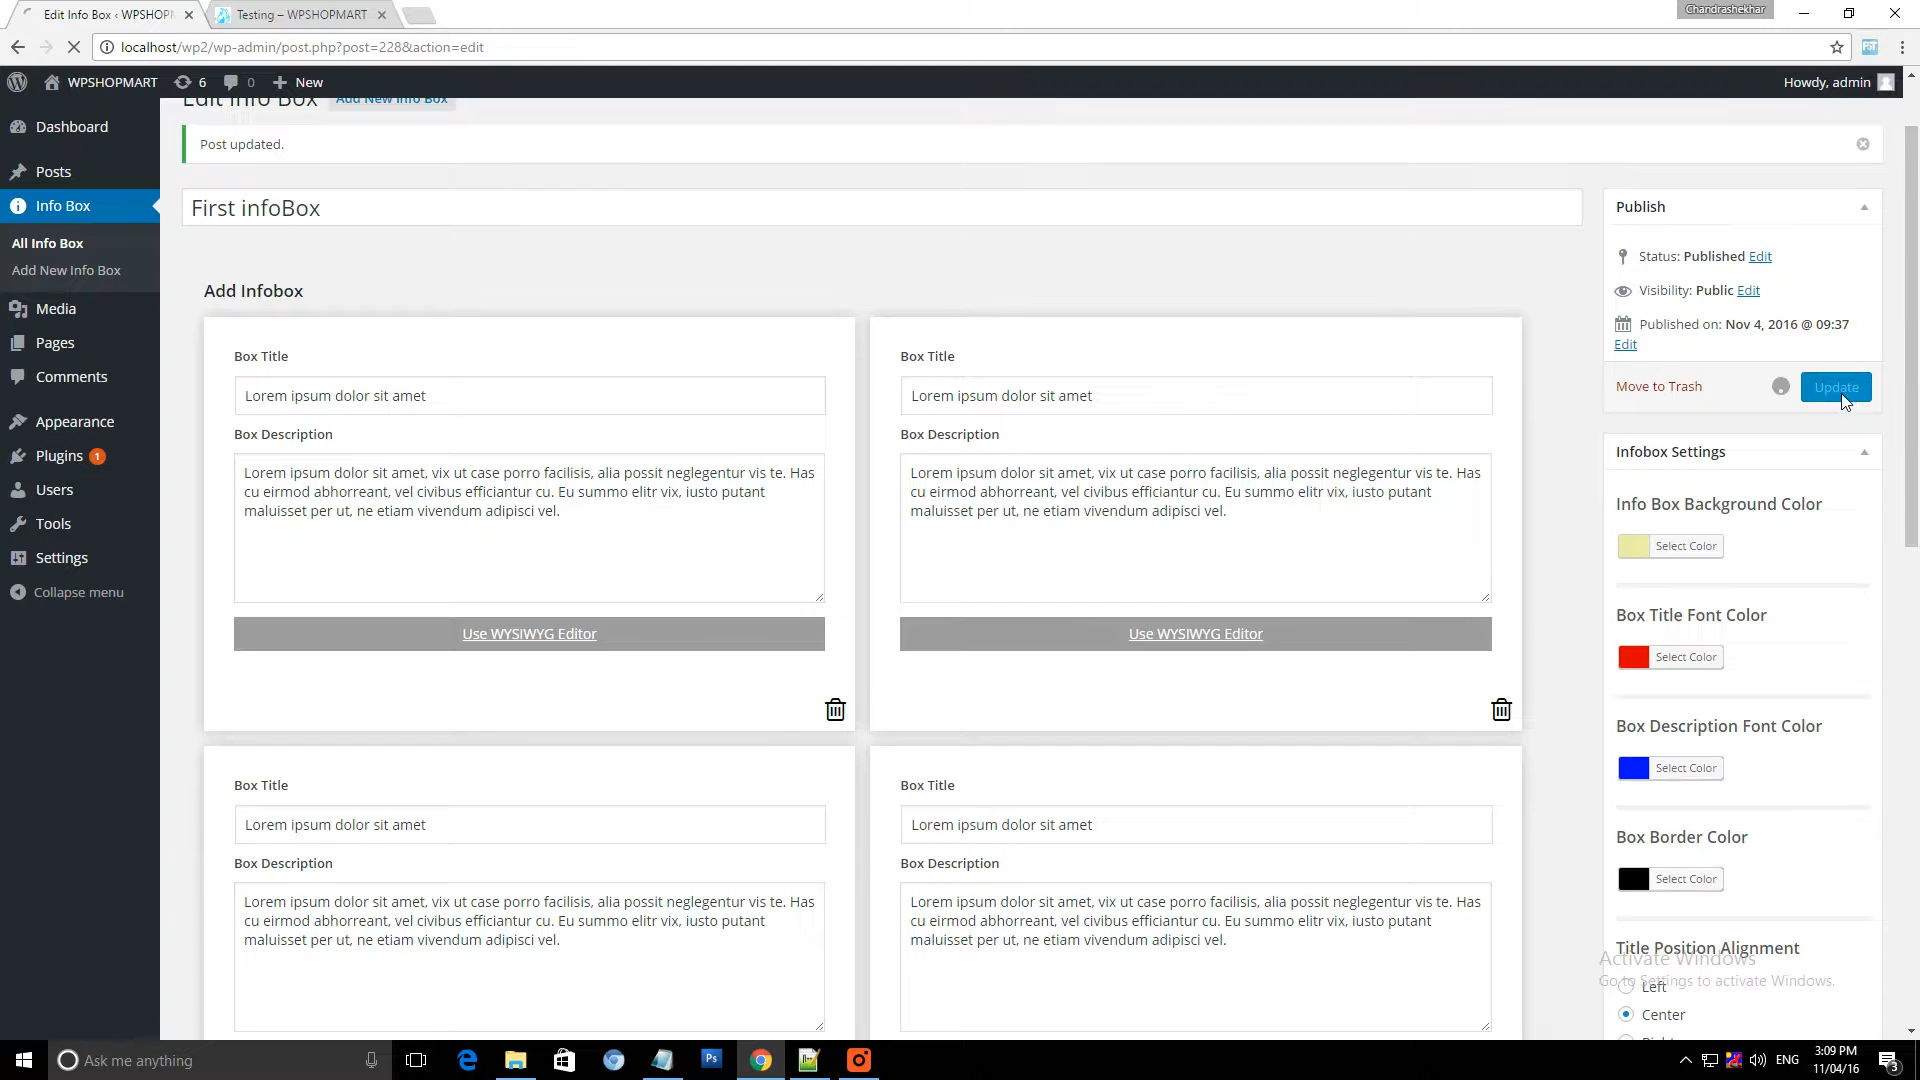 Edit Info Box ‹ WPSHOP
Testing – WPSHOPMART
Chandrashekhar
localhost/wp2/wp-admin/post.php?post=228&action=edit
WPSHOPMART
6
0
New
Howdy, admin
Edit Info Box
Add New Info Box
Dashboard
Posts
Info Box
All Info Box
Add New Info Box
Media
Pages
Comments
Appearance
Plugins 1
Users
Tools
Settings
Collapse menu
Post updated.
First infoBox
Add Infobox
Box Title
Lorem ipsum dolor sit amet
Box Description
Lorem ipsum dolor sit amet, vix ut case porro facilisis, alia possit neglegentur vis te. Has
cu eirmod abhorreant, vel civibus efficiantur cu. Eu summo elitr vix, iusto putant
maluisset per ut, ne etiam vivendum adipisci vel.
Use WYSIWYG Editor
Box Title
Lorem ipsum dolor sit amet
Box Description
Lorem ipsum dolor sit amet, vix ut case porro facilisis, alia possit neglegentur vis te. Has
cu eirmod abhorreant, vel civibus efficiantur cu. Eu summo elitr vix, iusto putant
maluisset per ut, ne etiam vivendum adipisci vel.
Use WYSIWYG Editor
Box Title
Lorem ipsum dolor sit amet
Box Description
Lorem ipsum dolor sit amet, vix ut case porro facilisis, alia possit neglegentur vis te. Has
cu eirmod abhorreant, vel civibus efficiantur cu. Eu summo elitr vix, iusto putant
maluisset per ut, ne etiam vivendum adipisci vel.
Box Title
Lorem ipsum dolor sit amet
Box Description
Lorem ipsum dolor sit amet, vix ut case porro facilisis, alia possit neglegentur vis te. Has
cu eirmod abhorreant, vel civibus efficiantur cu. Eu summo elitr vix, iusto putant
maluisset per ut, ne etiam vivendum adipisci vel.
Publish
Status: Published Edit
Visibility: Public Edit
Published on: Nov 4, 2016 @ 09:37
Edit
Move to Trash
Update
Infobox Settings
Info Box Background Color
Select Color
Box Title Font Color
Select Color
Box Description Font Color
Select Color
Box Border Color
Select Color
Title Position Alignment
Activate Windows
Go to Settings to activate Windows.
Left
Center
Right
Ask me anything
Ps
ENG
3:09 PM
11/04/16
3